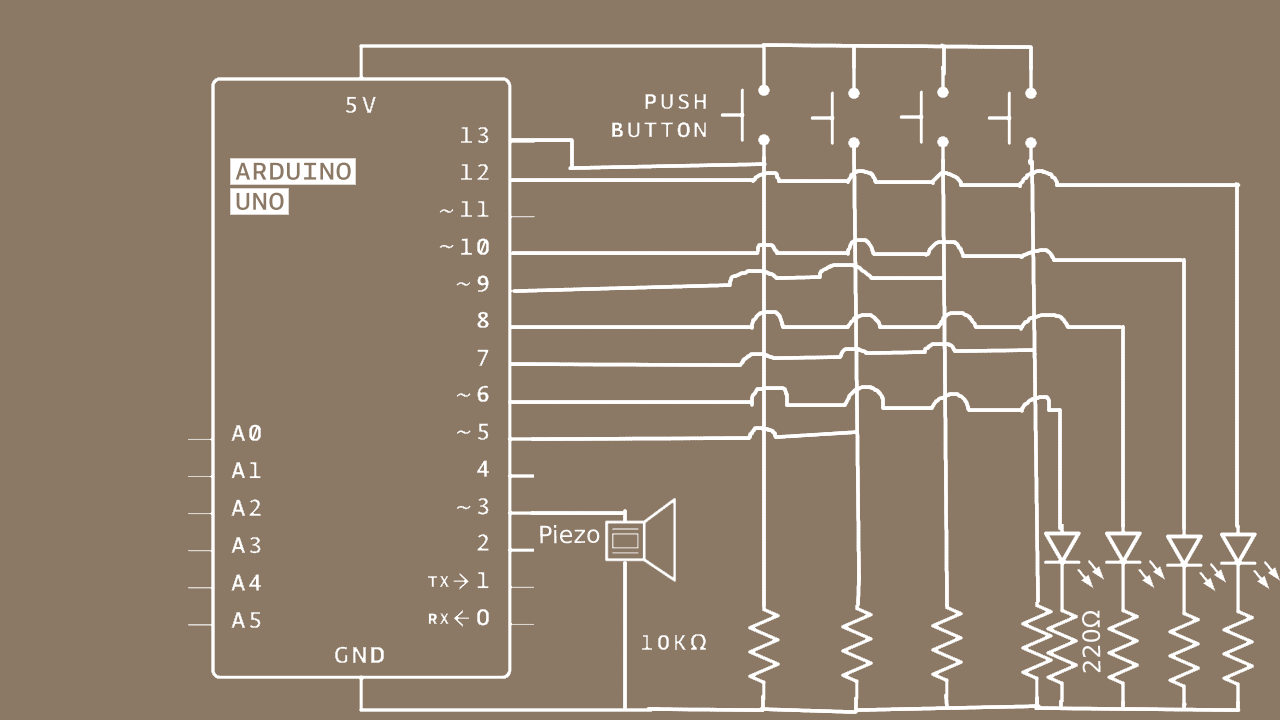 5V
PUSH
BUTTON
13
ARDUINO
12
UNO
~11
~10
~9
8
7
~6
A0
~5
A1
4
A2
~3
Piezo
A3
2
A4
TX→1
A5
RX←0
10KΩ
220Ω
GND